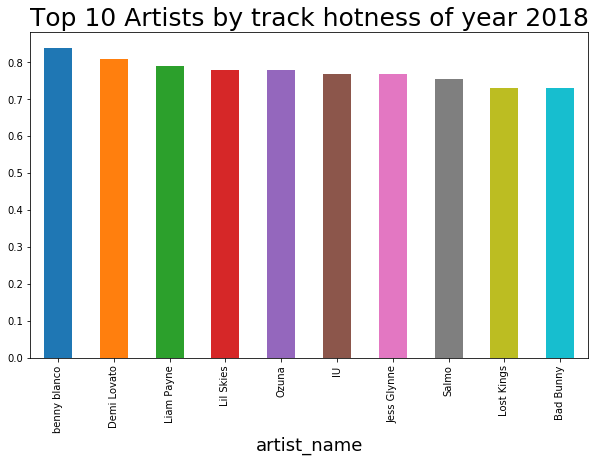 Top 10 Artists by track hotness of year 2018
0.8
0.7
0.6
0.5
0.4
0.3
0.2
0.1
0.0
benny blanco
Demi Lovato
Liam Payne
Lil Skies
Ozuna
IU
Jess Glynne
Salmo
Lost Kings
Bad Bunny
artist_name